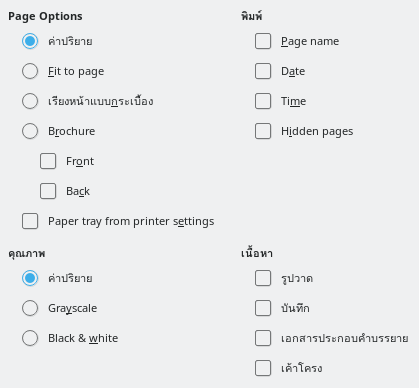 Page Options
ค่าปริยาย
Fit to page
เรียงหน้าแบบกระเบื้อง
Brochure
Front
Back
Paper tray from printer settings
พิมพ์
Page name
Date
Time
Hidden pages
คุณภาพ
ค่าปริยาย
Grayscale
Black & white
เนื้อหา
รูปวาด
บันทึก
เอกสารประกอบคำบรรยาย
เค้าโครง